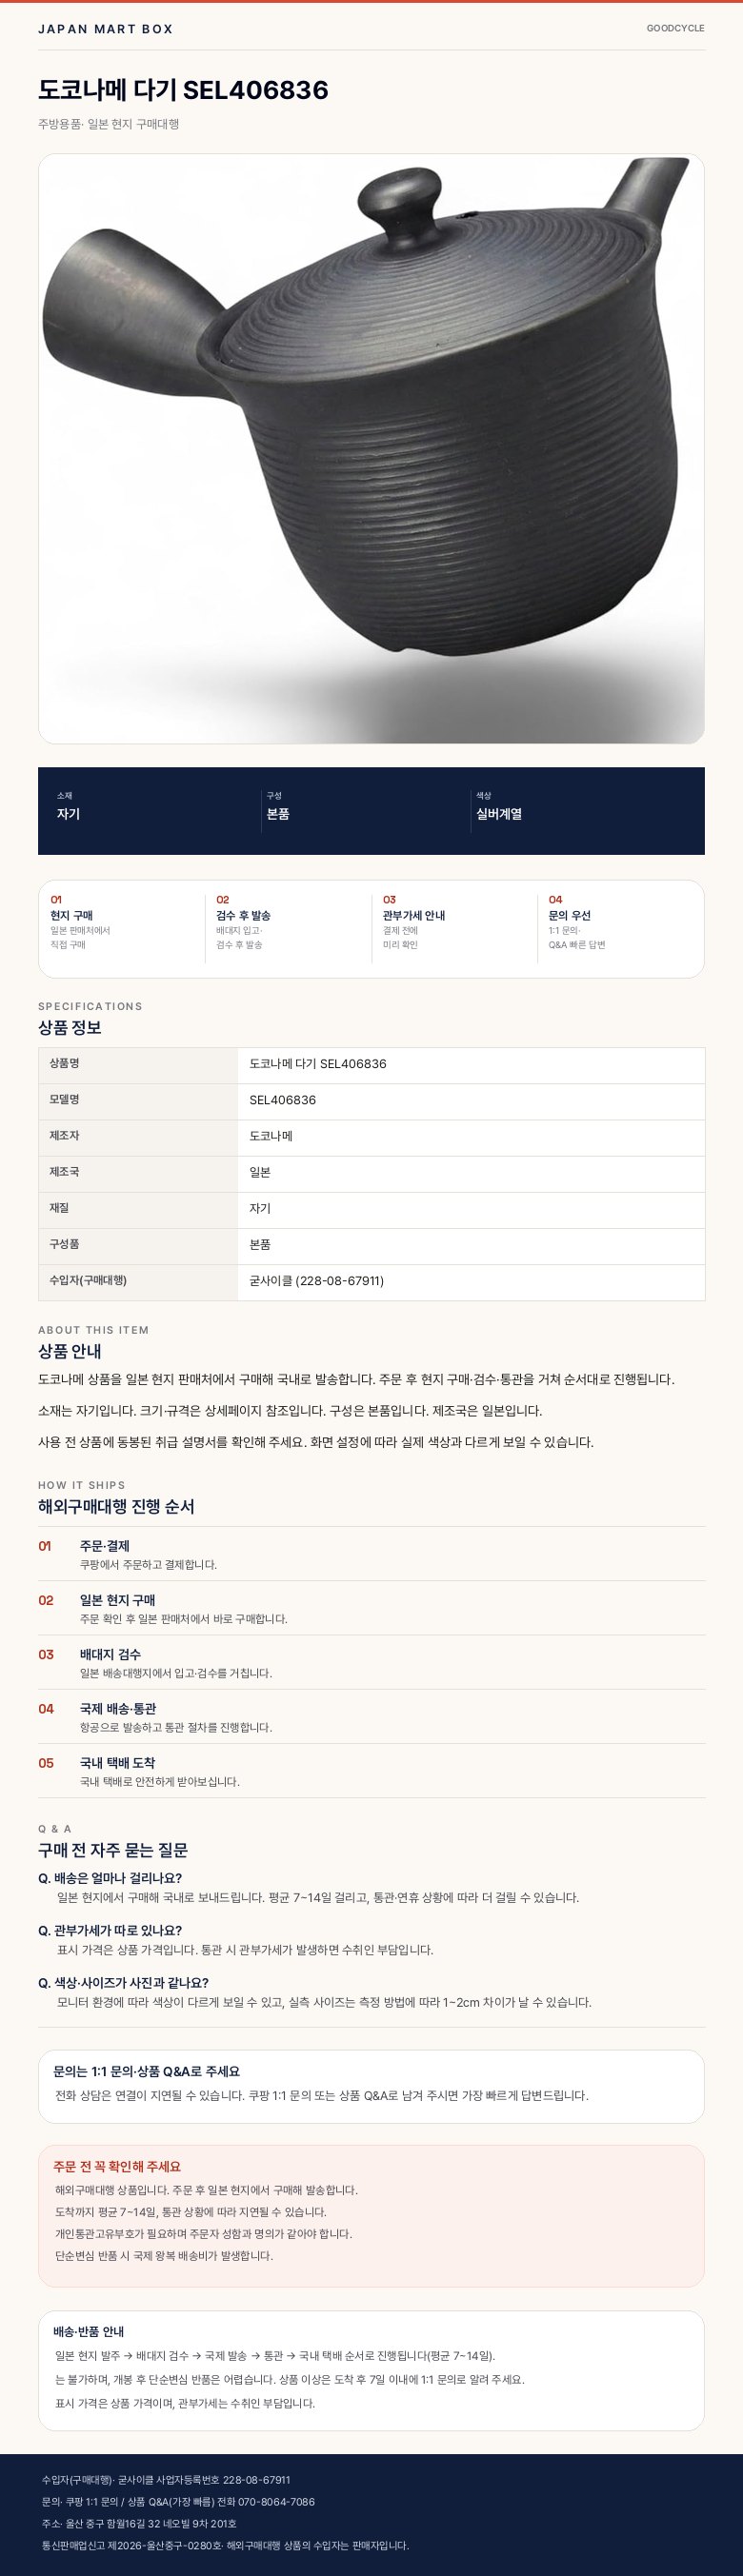 JAPAN MART BOX
GOODCYCLE
도코나메 다기 SEL406836
주방용품· 일본 현지 구매대행
소재
자기
구성
본품
색상
실버계열
01
현지 구매
일본 판매처에서
직접 구매
02
검수 후 발송
배대지 입고·
검수 후 발송
03
관부가세 안내
결제 전에
미리 확인
04
문의 우선
1:1 문의·
Q&A 빠른 답변
SPECIFICATIONS
상품 정보
상품명 도코나메 다기 SEL406836
모델명 SEL406836
제조자 도코나메
제조국 일본
재질 자기
구성품 본품
수입자(구매대행) 굳사이클 (228-08-67911)
ABOUT THIS ITEM
상품 안내
도코나메 상품을 일본 현지 판매처에서 구매해 국내로 발송합니다. 주문 후 현지 구매·검수·통관을 거쳐 순서대로 진행됩니다.
소재는 자기입니다. 크기·규격은 상세페이지 참조입니다. 구성은 본품입니다. 제조국은 일본입니다.
사용 전 상품에 동봉된 취급 설명서를 확인해 주세요. 화면 설정에 따라 실제 색상과 다르게 보일 수 있습니다.
HOW IT SHIPS
해외구매대행 진행 순서
01 주문·결제
쿠팡에서 주문하고 결제합니다.
02 일본 현지 구매
주문 확인 후 일본 판매처에서 바로 구매합니다.
03 배대지 검수
일본 배송대행지에서 입고·검수를 거칩니다.
04 국제 배송·통관
항공으로 발송하고 통관 절차를 진행합니다.
05 국내 택배 도착
국내 택배로 안전하게 받아보십니다.
Q & A
구매 전 자주 묻는 질문
Q. 배송은 얼마나 걸리나요?
일본 현지에서 구매해 국내로 보내드립니다. 평균 7~14일 걸리고, 통관·연휴 상황에 따라 더 걸릴 수 있습니다.
Q. 관부가세가 따로 있나요?
표시 가격은 상품 가격입니다. 통관 시 관부가세가 발생하면 수취인 부담입니다.
Q. 색상·사이즈가 사진과 같나요?
모니터 환경에 따라 색상이 다르게 보일 수 있고, 실측 사이즈는 측정 방법에 따라 1~2cm 차이가 날 수 있습니다.
문의는 1:1 문의·상품 Q&A로 주세요
전화 상담은 연결이 지연될 수 있습니다. 쿠팡 1:1 문의 또는 상품 Q&A로 남겨 주시면 가장 빠르게 답변드립니다.
주문 전 꼭 확인해 주세요
해외구매대행 상품입니다. 주문 후 일본 현지에서 구매해 발송합니다.
도착까지 평균 7~14일, 통관 상황에 따라 지연될 수 있습니다.
개인통관고유부호가 필요하며 주문자 성함과 명의가 같아야 합니다.
단순변심 반품 시 국제 왕복 배송비가 발생합니다.
배송·반품 안내
일본 현지 발주 → 배대지 검수 → 국제 발송 → 통관 → 국내 택배 순서로 진행됩니다(평균 7~14일).
는 불가하며, 개봉 후 단순변심 반품은 어렵습니다. 상품 이상은 도착 후 7일 이내에 1:1 문의로 알려 주세요.
표시 가격은 상품 가격이며, 관부가세는 수취인 부담입니다.
수입자(구매대행)· 굳사이클 사업자등록번호 228-08-67911
문의· 쿠팡 1:1 문의 / 상품 Q&A(가장 빠름) 전화 070-8064-7086
주소· 울산 중구 함월16길 32 네오빌 9차 201호
통신판매업신고 제2026-울산중구-0280호· 해외구매대행 상품의 수입자는 판매자입니다.